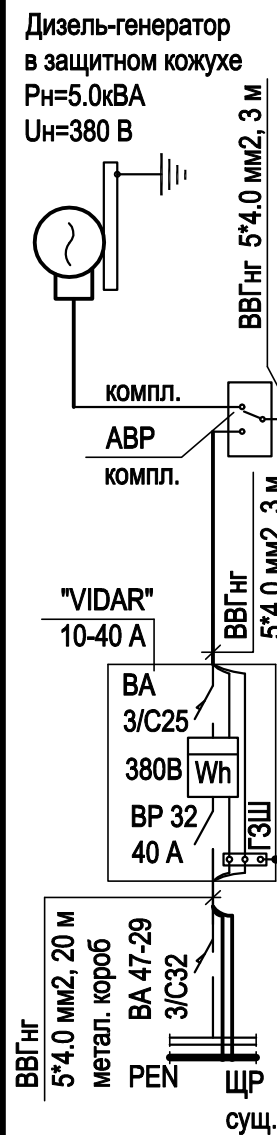 Дизель-генератор
в защитном кожухе
Рн=5.0кВА
Uн=380 В
ВВГнг 5*4.0 мм2, 3 м
компл.
АВР
компл.
ВВГнг
5*4.0 мм2, 3 м
"VIDAR"
10-40 А
ВА
3/С25
380В
Wh
ВР 32
40 А
ГЗШ
ВВГнг
5*4.0 мм2, 20 м
метал. короб
ВА 47-29
3/С32
PEN
ЩР
сущ.